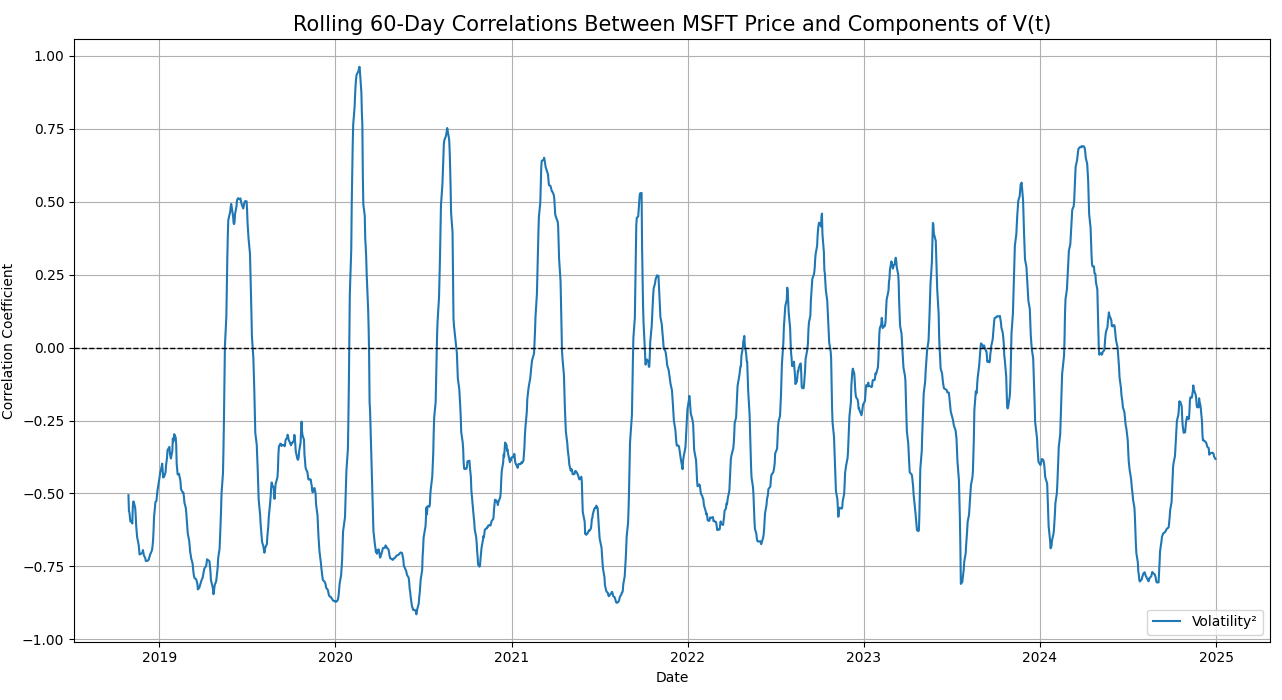 Rolling 60-Day Correlations Between MSFT Price and Components of V(t)
Correlation Coefficient
1.00
0.75
0.50
0.25
0.00
−0.25
−0.50
−0.75
−1.00
Volatility²
2019 2020 2021 2022 2023 2024 2025
Date